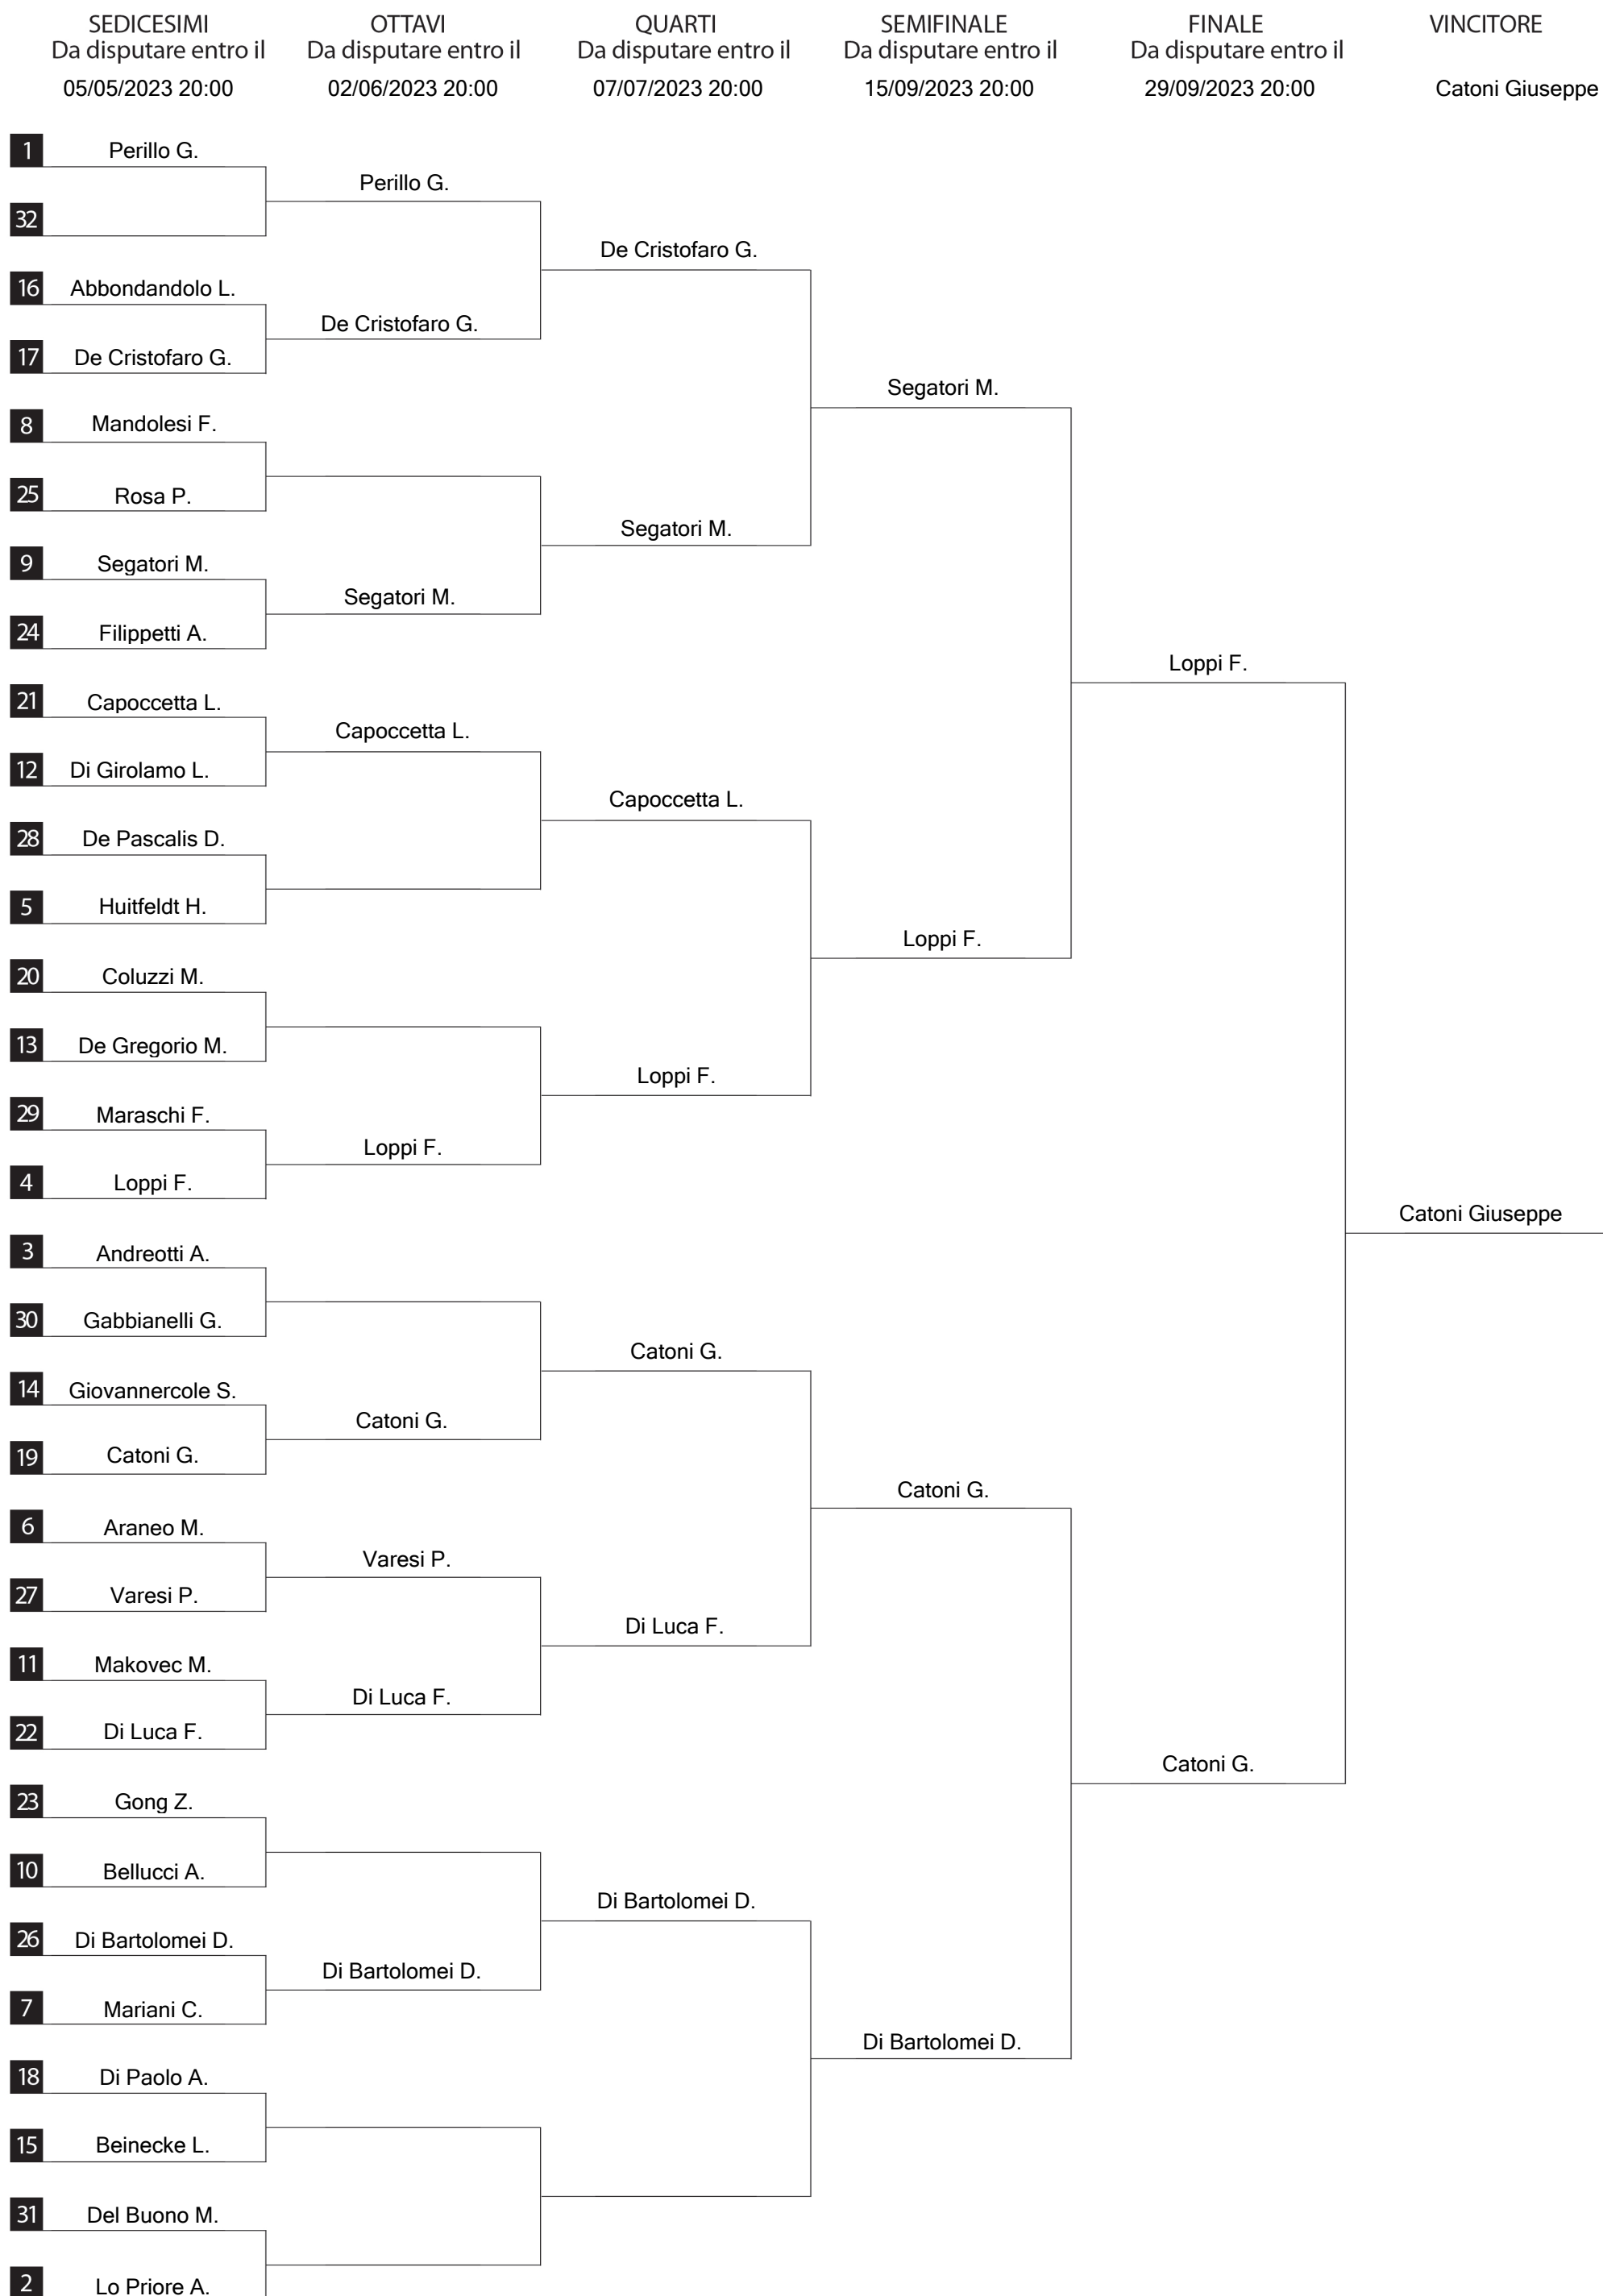 SEDICESIMI
Da disputare entro il
05/05/2023 20:00
OTTAVI
Da disputare entro il
02/06/2023 20:00
QUARTI
Da disputare entro il
07/07/2023 20:00
SEMIFINALE
Da disputare entro il
15/09/2023 20:00
FINALE
Da disputare entro il
29/09/2023 20:00
VINCITORE
Catoni Giuseppe
1 Perillo G.
32
16 Abbondandolo L.
17 De Cristofaro G.
8 Mandolesi F.
25 Rosa P.
9 Segatori M.
24 Filippetti A.
21 Capoccetta L.
12 Di Girolamo L.
28 De Pascalis D.
5 Huitfeldt H.
20 Coluzzi M.
13 De Gregorio M.
29 Maraschi F.
4 Loppi F.
3 Andreotti A.
30 Gabbianelli G.
14 Giovannercole S.
19 Catoni G.
6 Araneo M.
27 Varesi P.
11 Makovec M.
22 Di Luca F.
23 Gong Z.
10 Bellucci A.
26 Di Bartolomei D.
7 Mariani C.
18 Di Paolo A.
15 Beinecke L.
31 Del Buono M.
2 Lo Priore A.
Perillo G.
De Cristofaro G.
Segatori M.
Capoccetta L.
Loppi F.
Catoni G.
Varesi P.
Di Luca F.
Di Bartolomei D.
De Cristofaro G.
Segatori M.
Capoccetta L.
Loppi F.
Catoni G.
Di Luca F.
Di Bartolomei D.
Segatori M.
Loppi F.
Catoni G.
Di Bartolomei D.
Loppi F.
Catoni G.
Catoni Giuseppe